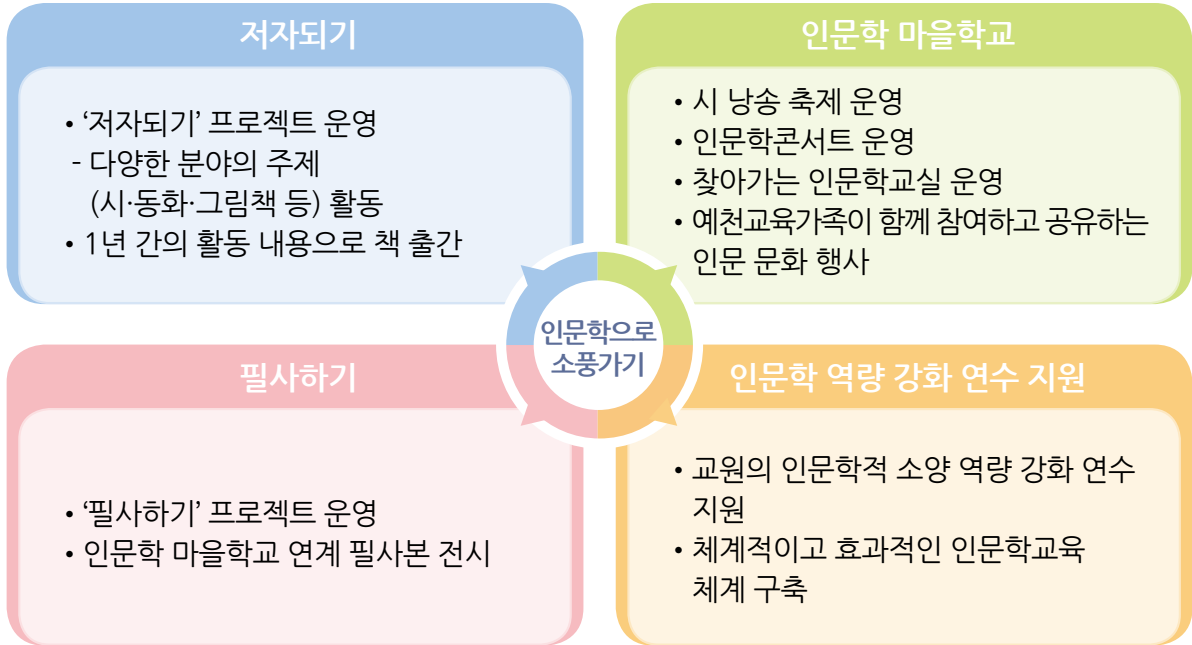 저자되기
• ‘저자되기’ 프로젝트 운영
- 다양한 분야의 주제
(시·동화·그림책 등) 활동
• 1년 간의 활동 내용으로 책 출간
인문학 마을학교
• 시 낭송 축제 운영
• 인문학콘서트 운영
• 찾아가는 인문학교실 운영
• 예천교육가족이 함께 참여하고 공유하는
인문 문화 행사
인문학으로
소풍가기
필사하기
• ‘필사하기’ 프로젝트 운영
• 인문학 마을학교 연계 필사본 전시
인문학 역량 강화 연수 지원
• 교원의 인문학적 소양 역량 강화 연수
지원
• 체계적이고 효과적인 인문학교육
체계 구축